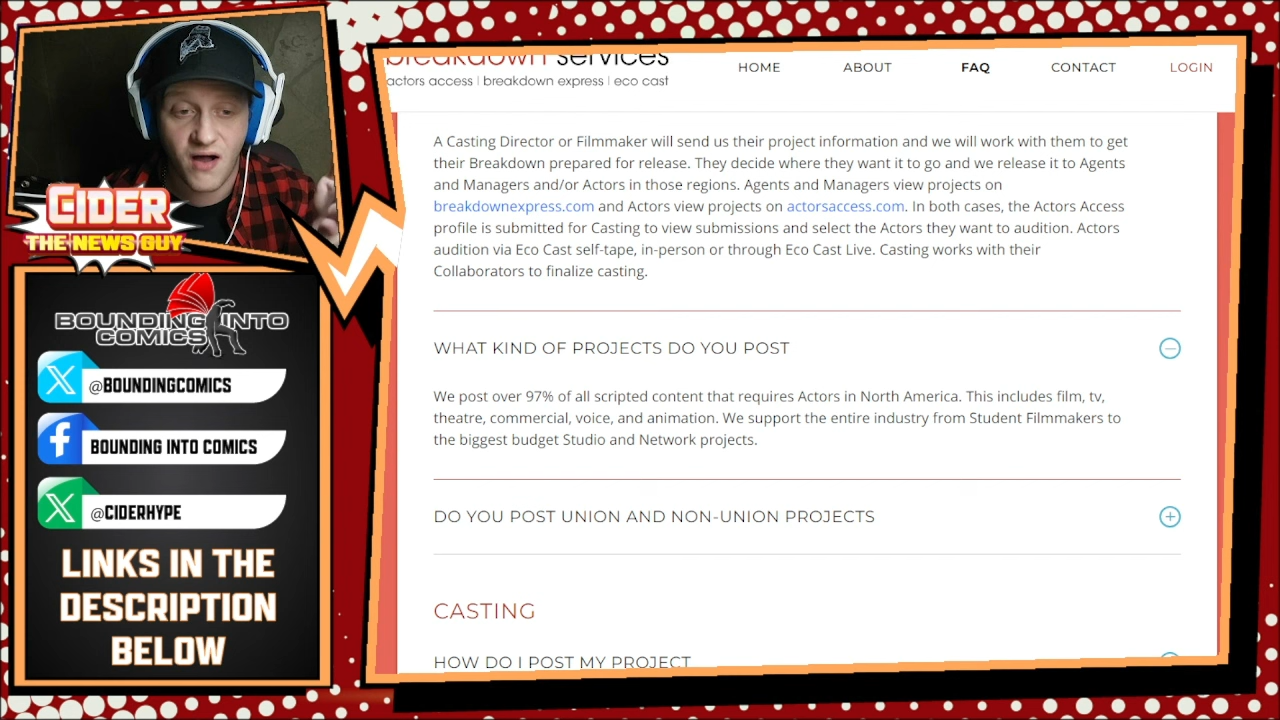 CIDER
THE NEWS GUY
BOUNDING INTO
COMICS
@BOUNDINGCOMICS
BOUNDING INTO COMICS
@CIDERHYPE
LINKS IN THE
DESCRIPTION
BELOW
breakdown services
actors access | breakdown express | eco cast
HOME ABOUT FAQ CONTACT LOGIN
A Casting Director or Filmmaker will send us their project information and we will work with them to get
their Breakdown prepared for release. They decide where they want it to go and we release it to Agents
and Managers and/or Actors in those regions. Agents and Managers view projects on
breakdownexpress.com and Actors view projects on actorsaccess.com. In both cases, the Actors Access
profile is submitted for Casting to view submissions and select the Actors they want to audition. Actors
audition via Eco Cast self-tape, in-person or through Eco Cast Live. Casting works with their
Collaborators to finalize casting.
WHAT KIND OF PROJECTS DO YOU POST
We post over 97% of all scripted content that requires Actors in North America. This includes film, tv,
theatre, commercial, voice, and animation. We support the entire industry from Student Filmmakers to
the biggest budget Studio and Network projects.
DO YOU POST UNION AND NON-UNION PROJECTS
CASTING
HOW DO I POST MY PROJECT